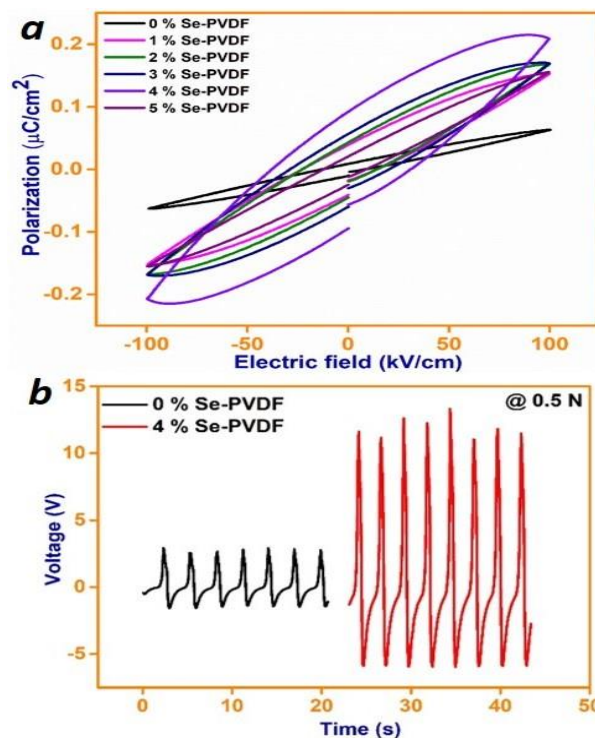 a
0 % Se-PVDF
1 % Se-PVDF
2 % Se-PVDF
3 % Se-PVDF
4 % Se-PVDF
5 % Se-PVDF
Polarization (μC/cm²)
0.2
0.1
0.0
-0.1
-0.2
-100 -50 0 50 100
Electric field (kV/cm)
b
0 % Se-PVDF
4 % Se-PVDF
@ 0.5 N
Voltage (V)
15
10
5
0
-5
0 10 20 30 40 50
Time (s)